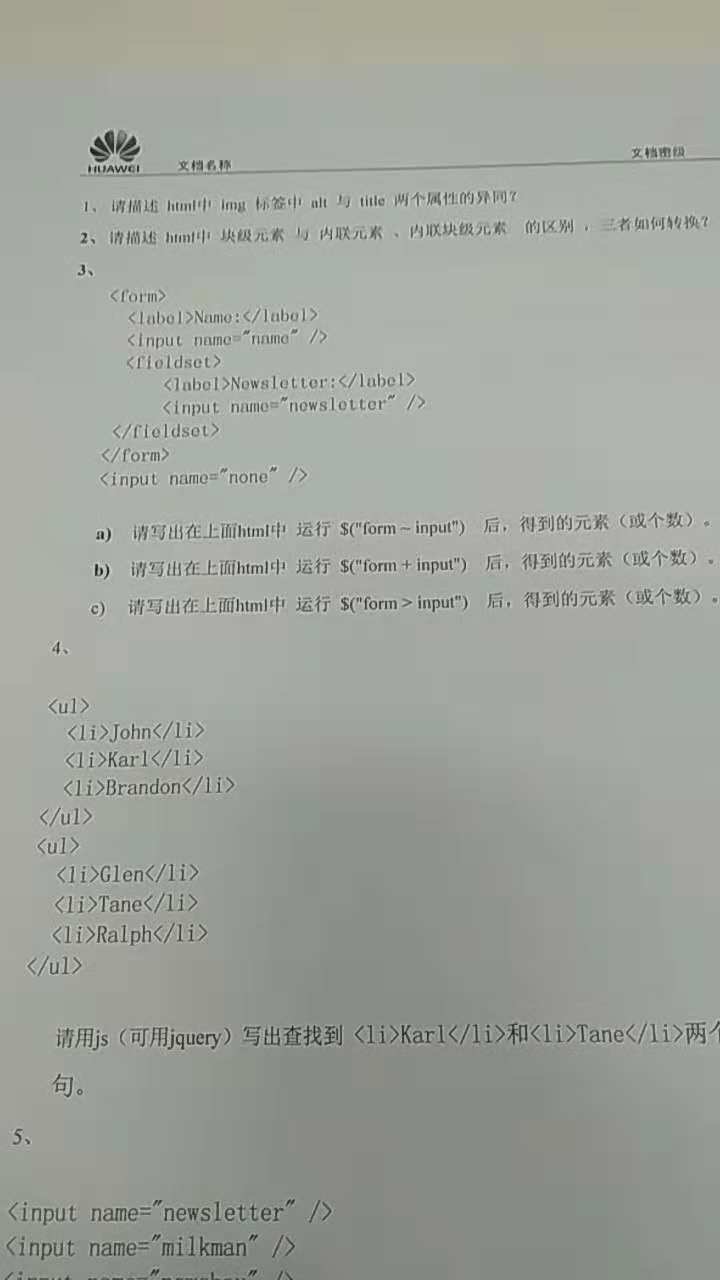 HUAWEI 文档名称 文档密级
1、 请描述 html中 img 标签中 alt 与 title 两个属性的异同？
2、 请描述 html中 块级元素 与 内联元素 、内联块级元素 的区别 ，三者如何转换？
3、
<form>
<label>Name:</label>
<input name="name" />
<fieldset>
<label>Newsletter:</label>
<input name="newsletter" />
</fieldset>
</form>
<input name="none" />
a) 请写出在上面html中 运行 $("form ~ input") 后，得到的元素（或个数）。
b) 请写出在上面html中 运行 $("form + input") 后，得到的元素（或个数）。
c) 请写出在上面html中 运行 $("form > input") 后，得到的元素（或个数）。
4、
<ul>
<li>John</li>
<li>Karl</li>
<li>Brandon</li>
</ul>
<ul>
<li>Glen</li>
<li>Tane</li>
<li>Ralph</li>
</ul>
请用js（可用jquery）写出查找到 <li>Karl</li>和<li>Tane</li>两
句。
5、
<input name="newsletter" />
<input name="milkman" />
<input name=